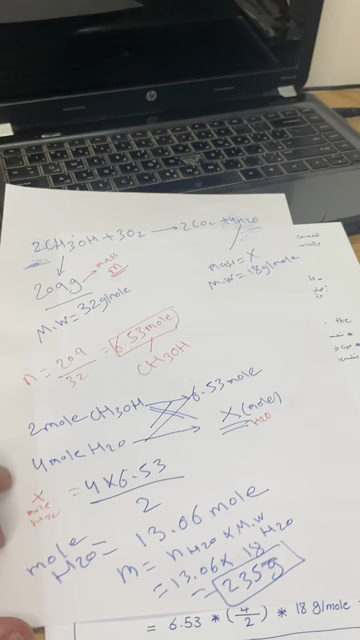 hp
2CH3OH + 3O2 → 2CO2 + 4H2O
209g → mass m
M.W = 32g/mole
mass = X
M.W = 18g/mole
n = 209/32 = 6.53 mole
CH3OH
the
2mole CH3OH 6.53 mole
4mole H2O X (mole)
H2O
X mole H2O = 4 X 6.53 / 2
mole H2O = 13.06 mole
m = nH2O X M.W H2O
= 13.06 X 18
= 235g
= 6.53 * (4/2) * 18 g/mole